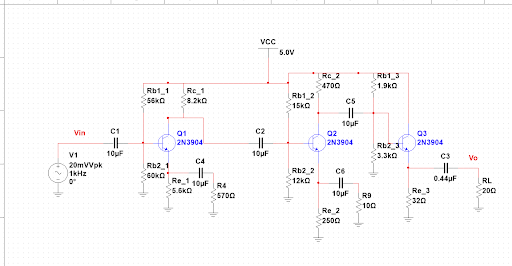 VCC
5.0V
Rb1_1
56kΩ
Rc_1
8.2kΩ
Rb1_2
15kΩ
Rc_2
470Ω
Rb1_3
1.9kΩ
Vin
C1
10µF
Q1
2N3904
C2
10µF
Q2
2N3904
C5
10µF
Q3
2N3904
V1
20mVVpk
1kHz
0°
Rb2_1
50kΩ
C4
10µF
Re_1
5.6kΩ
R4
570Ω
Rb2_2
12kΩ
C6
10µF
R9
10Ω
Re_2
250Ω
Rb2_3
3.3kΩ
C3
0.44µF
Vo
Re_3
32Ω
RL
20Ω